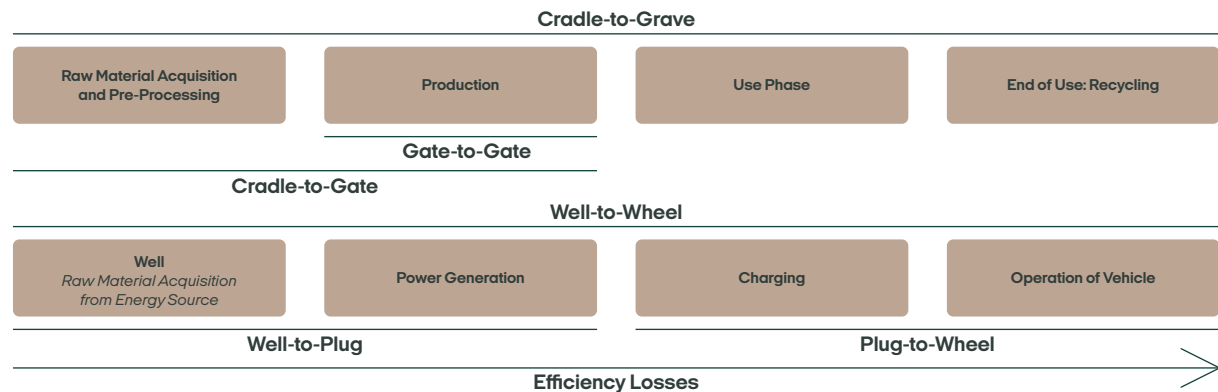 Cradle-to-Grave
Raw Material Acquisition
and Pre-Processing
Production
Use Phase
End of Use: Recycling
Gate-to-Gate
Cradle-to-Gate
Well-to-Wheel
Well
Raw Material Acquisition
from Energy Source
Power Generation
Charging
Operation of Vehicle
Well-to-Plug
Plug-to-Wheel
Efficiency Losses